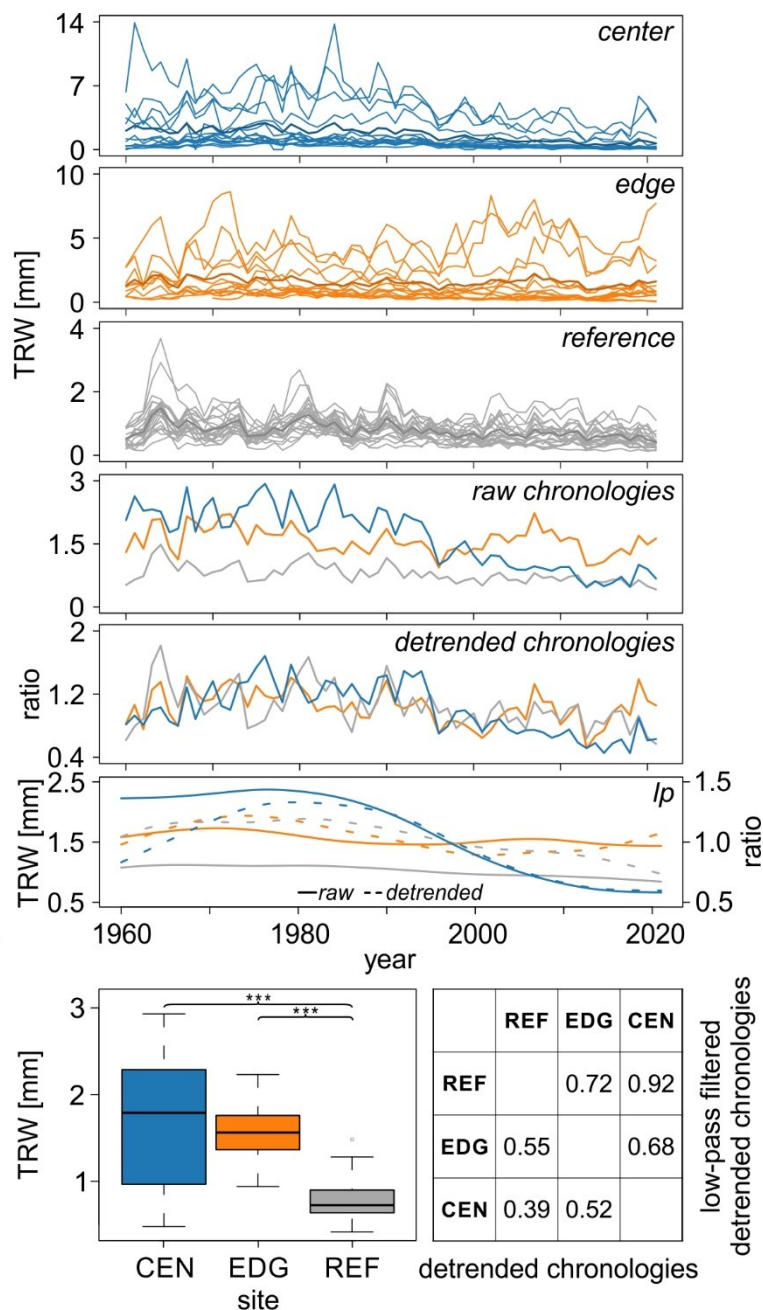 14
center
7
0
10
edge
5
0
TRW [mm]
4
reference
2
0
3
raw chronologies
1.5
0
2
detrended chronologies
ratio
1.2
0.4
2.5
lp
1.5
TRW [mm]
1.5
1.0
ratio
0.5
raw detrended
0.5
1960 1980 2000 2020
year
3
*** 
***
2
TRW [mm]
1
CEN EDG REF
site
REF EDG CEN
REF 0.72 0.92
EDG 0.55 0.68
CEN 0.39 0.52
detrended chronologies
low-pass filtered
detrended chronologies